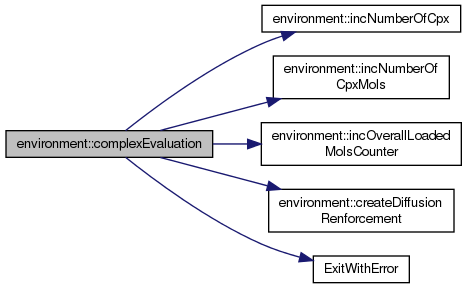 environment::incNumberOfCpx
environment::incNumberOf
CpxMols
environment::complexEvaluation
environment::incOverallLoaded
MolsCounter
environment::createDiffusion
Renforcement
ExitWithError